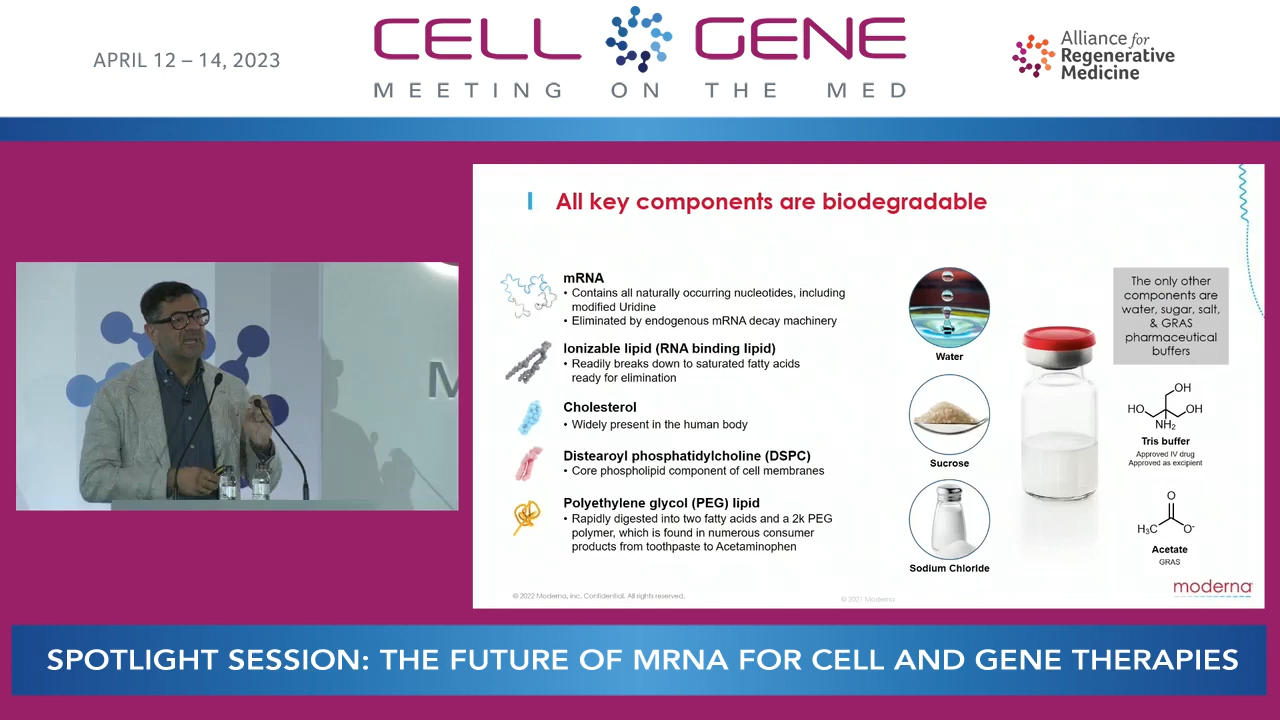 APRIL 12 – 14, 2023
CELL GENE
MEETING ON THE MED
Alliance for
Regenerative
Medicine
All key components are biodegradable
mRNA
• Contains all naturally occurring nucleotides, including
modified Uridine
• Eliminated by endogenous mRNA decay machinery
Ionizable lipid (RNA binding lipid)
• Readily breaks down to saturated fatty acids
ready for elimination
Cholesterol
• Widely present in the human body
Distearoyl phosphatidylcholine (DSPC)
• Core phospholipid component of cell membranes
Polyethylene glycol (PEG) lipid
• Rapidly digested into two fatty acids and a 2k PEG
polymer, which is found in numerous consumer
products from toothpaste to Acetaminophen
Water
Sucrose
Sodium Chloride
The only other
components are
water, sugar, salt,
& GRAS
pharmaceutical
buffers
OH
HO OH
NH₂
Tris buffer
Approved IV drug
Approved as excipient
O
H₃C O⁻
Acetate
GRAS
moderna
© 2022 Moderna, Inc. Confidential. All rights reserved.
© 2021 Moderna
M
SPOTLIGHT SESSION: THE FUTURE OF MRNA FOR CELL AND GENE THERAPIES